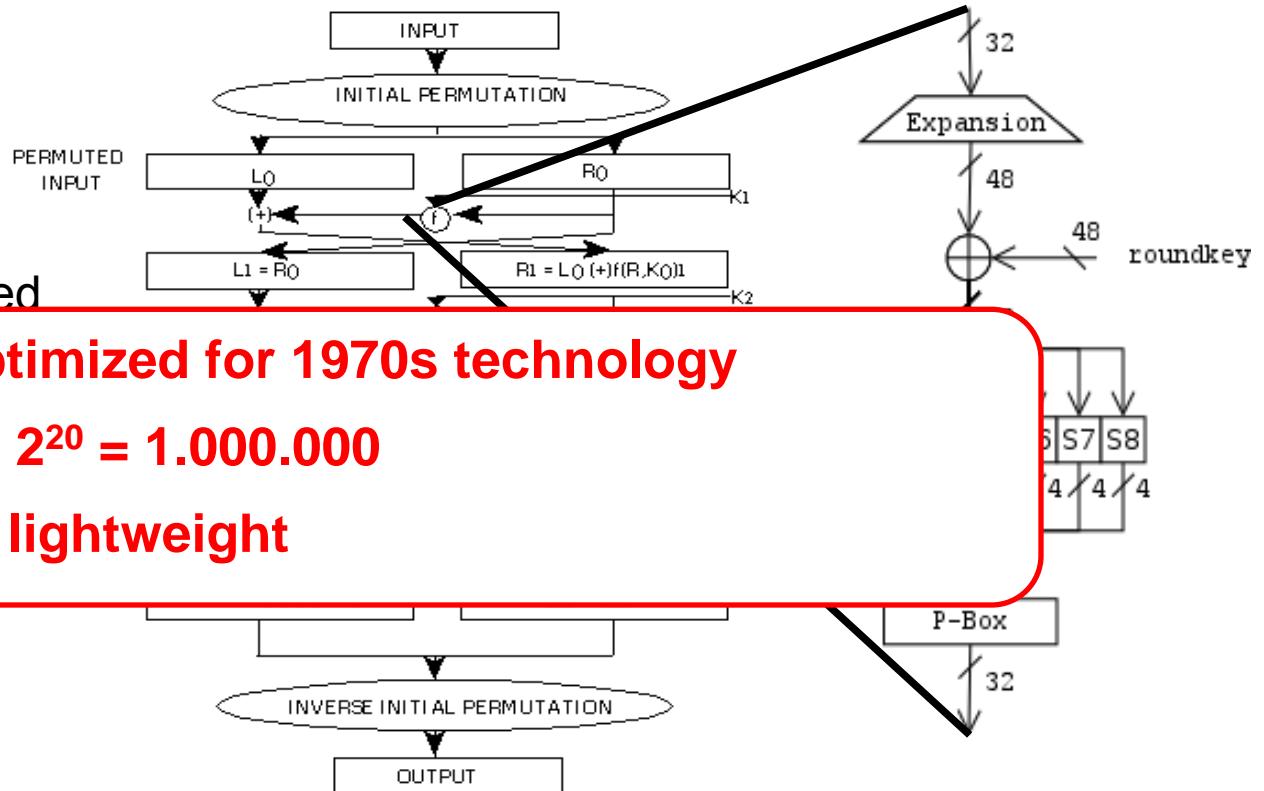 INPUT
INITIAL PERMUTATION
PERMUTED
INPUT
L0
R0
K1
(+)
f
L1 = R0
R1 = L0 (+)f(R,K0)1
K2
ed
ptimized for 1970s technology
2²⁰ = 1.000.000
lightweight
INVERSE INITIAL PERMUTATION
OUTPUT
32
Expansion
48
48
roundkey
6 S7 S8
4 4 4
P-Box
32